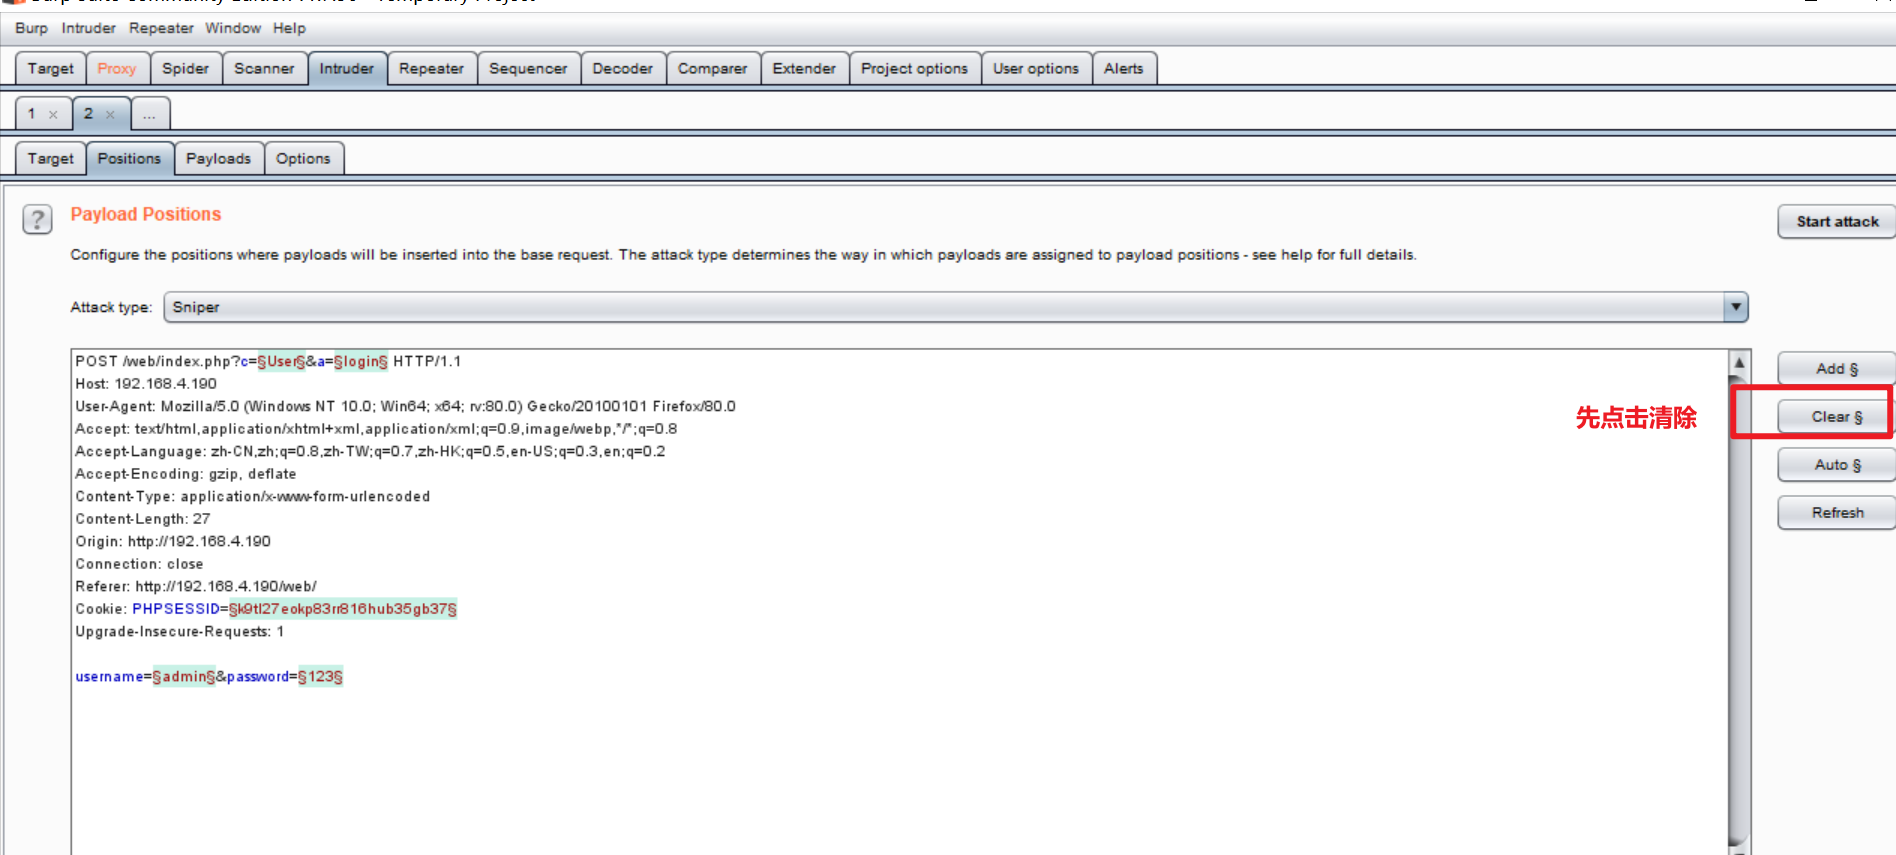 Burp Intruder Repeater Window Help
Target Proxy Spider Scanner Intruder Repeater Sequencer Decoder Comparer Extender Project options User options Alerts
1 × 2 × ...
Target Positions Payloads Options
? Payload Positions
Start attack
Configure the positions where payloads will be inserted into the base request. The attack type determines the way in which payloads are assigned to payload positions - see help for full details.
Attack type: Sniper
POST /web/index.php?c=§User§&a=§login§ HTTP/1.1
Host: 192.168.4.190
User-Agent: Mozilla/5.0 (Windows NT 10.0; Win64; x64; rv:80.0) Gecko/20100101 Firefox/80.0
Accept: text/html,application/xhtml+xml,application/xml;q=0.9,image/webp,*/*;q=0.8
Accept-Language: zh-CN,zh;q=0.8,zh-TW;q=0.7,zh-HK;q=0.5,en-US;q=0.3,en;q=0.2
Accept-Encoding: gzip, deflate
Content-Type: application/x-www-form-urlencoded
Content-Length: 27
Origin: http://192.168.4.190
Connection: close
Referer: http://192.168.4.190/web/
Cookie: PHPSESSID=§k9tl27eokp83rr816hub35gb37§
Upgrade-Insecure-Requests: 1
username=§admin§&password=§123§
Add §
先点击清除
Clear §
Auto §
Refresh